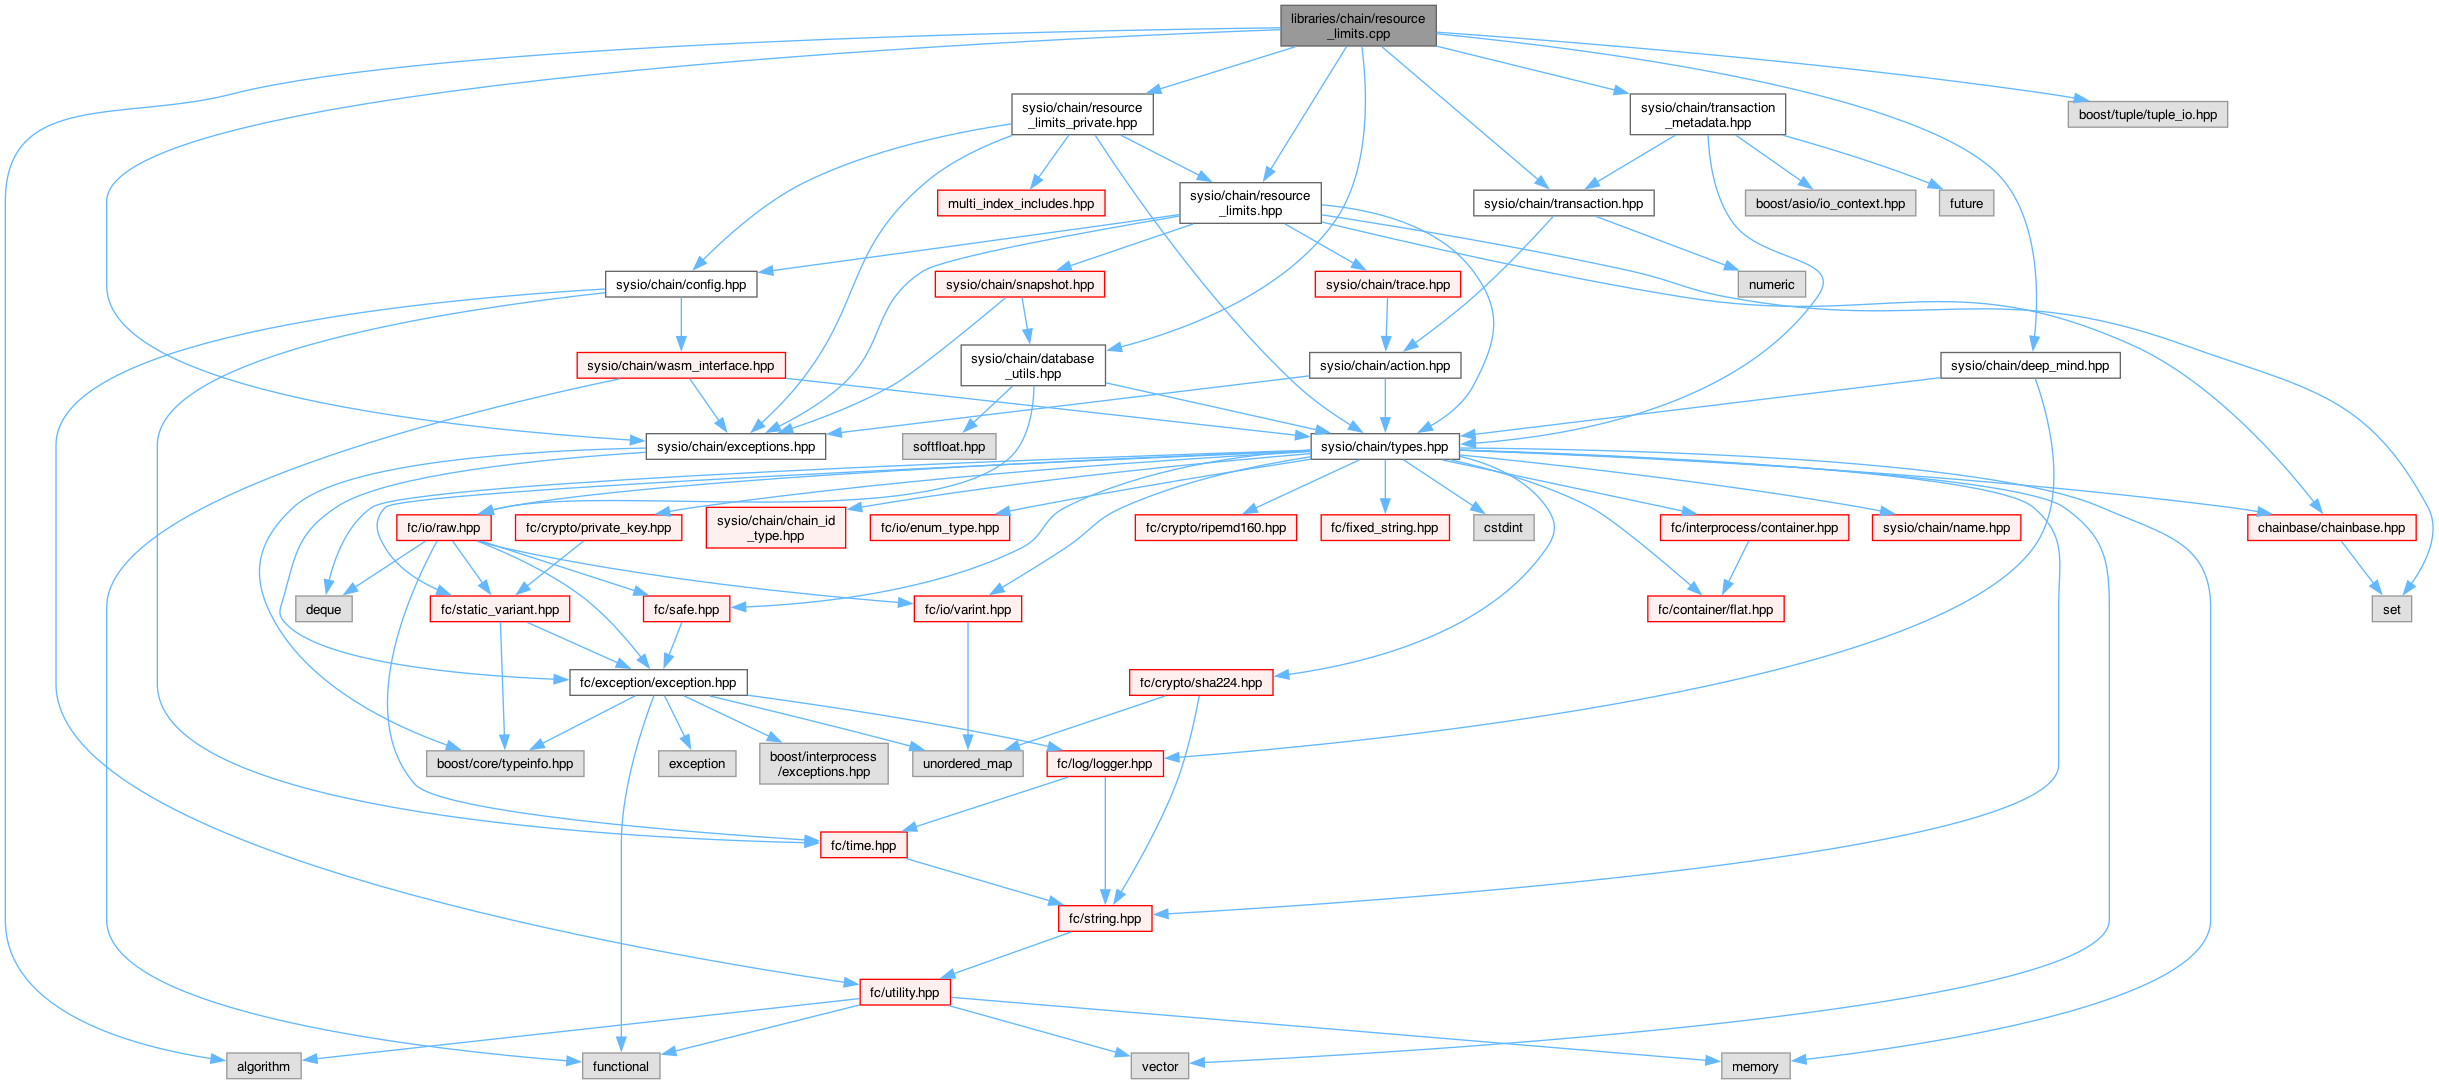 libraries/chain/resource
_limits.cpp
sysio/chain/resource
_limits_private.hpp
sysio/chain/transaction
_metadata.hpp
boost/tuple/tuple_io.hpp
multi_index_includes.hpp
sysio/chain/resource
_limits.hpp
sysio/chain/transaction.hpp
boost/asio/io_context.hpp
future
sysio/chain/config.hpp
sysio/chain/snapshot.hpp
sysio/chain/trace.hpp
numeric
sysio/chain/wasm_interface.hpp
sysio/chain/database
_utils.hpp
sysio/chain/action.hpp
sysio/chain/deep_mind.hpp
sysio/chain/exceptions.hpp
softfloat.hpp
sysio/chain/types.hpp
fc/io/raw.hpp
fc/crypto/private_key.hpp
sysio/chain/chain_id
_type.hpp
fc/io/enum_type.hpp
fc/crypto/ripemd160.hpp
fc/fixed_string.hpp
cstdint
fc/interprocess/container.hpp
sysio/chain/name.hpp
chainbase/chainbase.hpp
deque
fc/static_variant.hpp
fc/safe.hpp
fc/io/varint.hpp
fc/container/flat.hpp
set
fc/exception/exception.hpp
fc/crypto/sha224.hpp
boost/core/typeinfo.hpp
exception
boost/interprocess
/exceptions.hpp
unordered_map
fc/log/logger.hpp
fc/time.hpp
fc/string.hpp
fc/utility.hpp
algorithm
functional
vector
memory